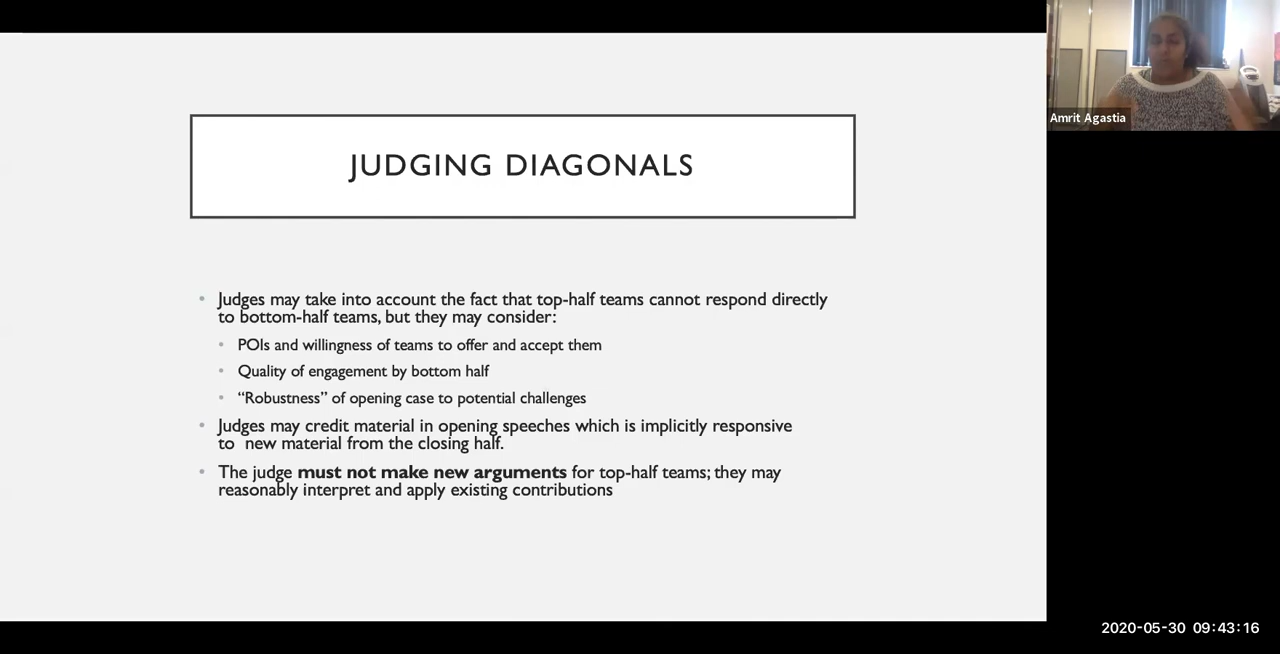 JUDGING DIAGONALS
• Judges may take into account the fact that top-half teams cannot respond directly
to bottom-half teams, but they may consider:
• POIs and willingness of teams to offer and accept them
• Quality of engagement by bottom half
• “Robustness” of opening case to potential challenges
• Judges may credit material in opening speeches which is implicitly responsive
to  new material from the closing half.
• The judge must not make new arguments for top-half teams; they may
reasonably interpret and apply existing contributions
Amrit Agastia
2020-05-30 09:43:16